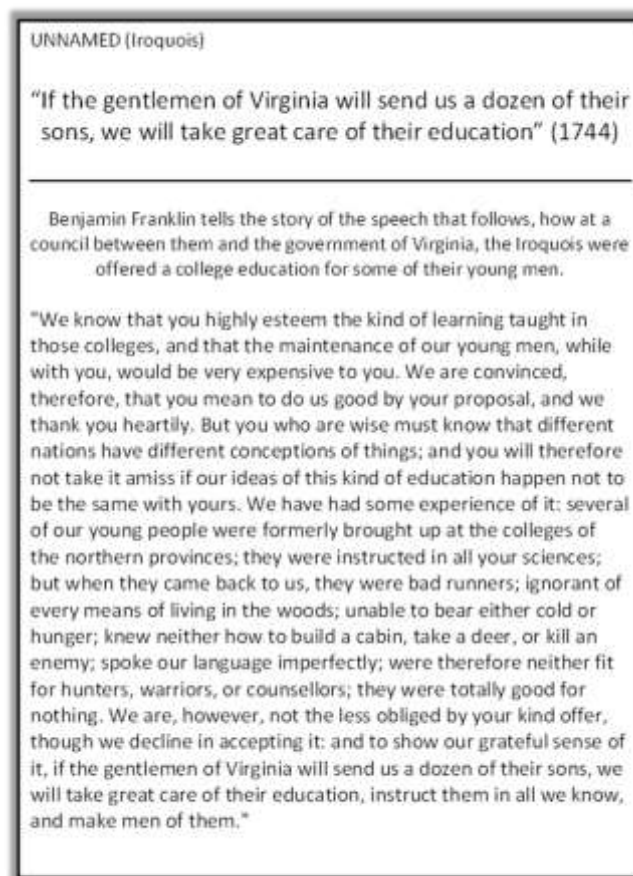 UNNAMED (Iroquois)
“If the gentlemen of Virginia will send us a dozen of their
sons, we will take great care of their education” (1744)
Benjamin Franklin tells the story of the speech that follows, how at a
council between them and the government of Virginia, the Iroquois were
offered a college education for some of their young men.
"We know that you highly esteem the kind of learning taught in
those colleges, and that the maintenance of our young men, while
with you, would be very expensive to you. We are convinced,
therefore, that you mean to do us good by your proposal, and we
thank you heartily. But you who are wise must know that different
nations have different conceptions of things; and you will therefore
not take it amiss if our ideas of this kind of education happen not to
be the same with yours. We have had some experience of it: several
of our young people were formerly brought up at the colleges of
the northern provinces; they were instructed in all your sciences;
but when they came back to us, they were bad runners; ignorant of
every means of living in the woods; unable to bear either cold or
hunger; knew neither how to build a cabin, take a deer, or kill an
enemy; spoke our language imperfectly; were therefore neither fit
for hunters, warriors, or counsellors; they were totally good for
nothing. We are, however, not the less obliged by your kind offer,
though we decline in accepting it: and to show our grateful sense of
it, if the gentlemen of Virginia will send us a dozen of their sons, we
will take great care of their education, instruct them in all we know,
and make men of them."